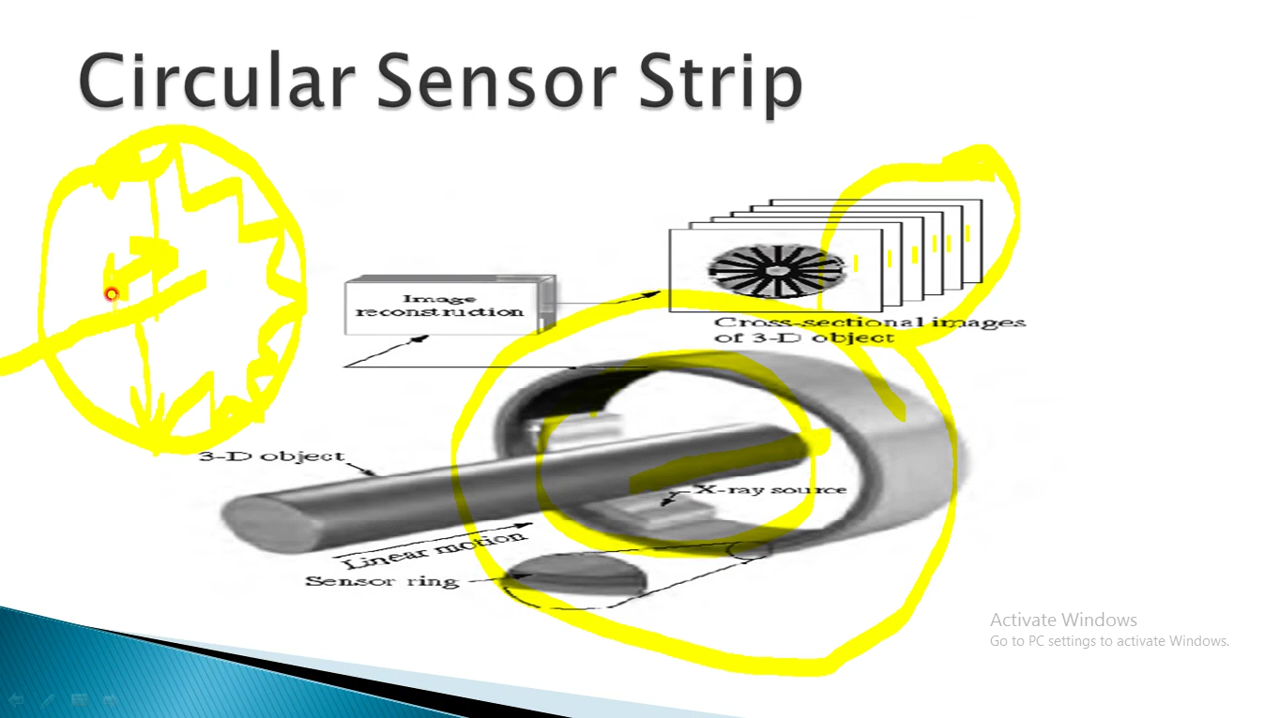 Circular Sensor Strip
Image
reconstruction
Cross-sectional images
of 3-D object
3-D object
X-ray source
Linear motion
Sensor ring
Activate Windows
Go to PC settings to activate Windows.